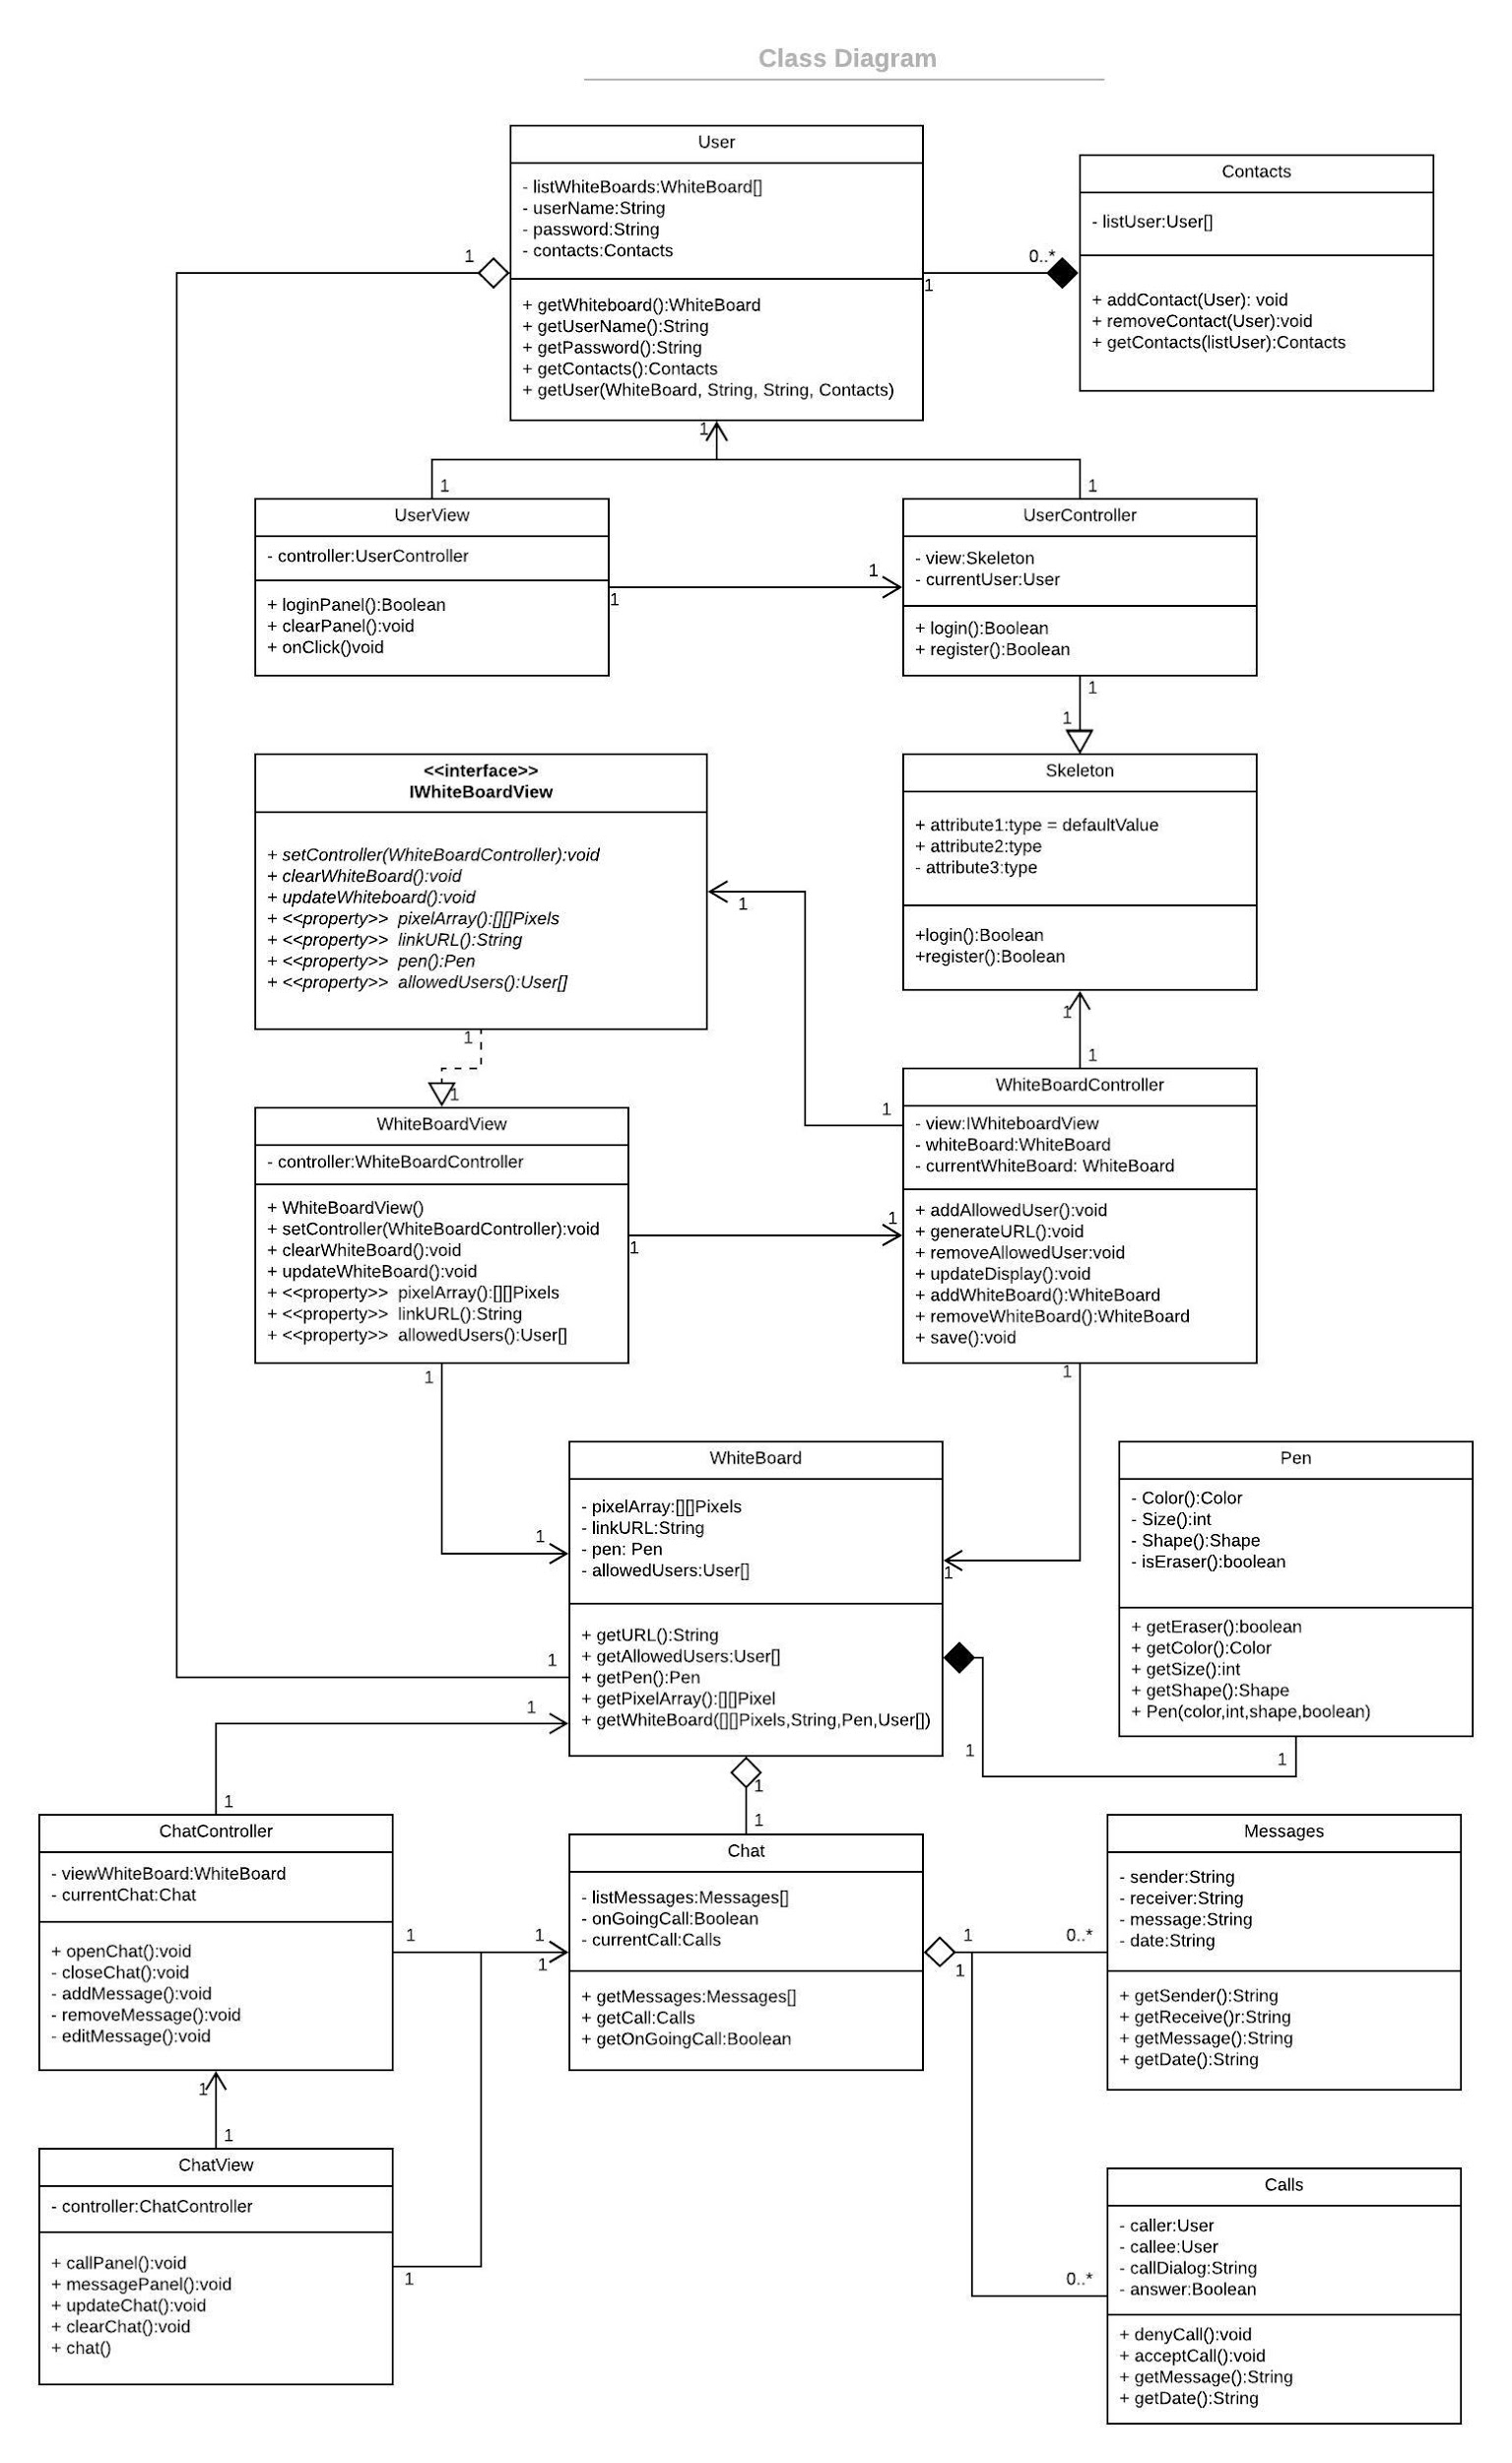 Class Diagram
User
- listWhiteBoards:WhiteBoard[]
- userName:String
- password:String
- contacts:Contacts
+ getWhiteboard():WhiteBoard
+ getUserName():String
+ getPassword():String
+ getContacts():Contacts
+ getUser(WhiteBoard, String, String, Contacts)
1
1
0..*
1
Contacts
- listUser:User[]
+ addContact(User): void
+ removeContact(User):void
+ getContacts(listUser):Contacts
1
1
UserView
- controller:UserController
+ loginPanel():Boolean
+ clearPanel():void
+ onClick()void
1
1
UserController
- view:Skeleton
- currentUser:User
+ login():Boolean
+ register():Boolean
1
1
<<interface>>
IWhiteBoardView
+ setController(WhiteBoardController):void
+ clearWhiteBoard():void
+ updateWhiteboard():void
+ <<property>>  pixelArray():[][]Pixels
+ <<property>>  linkURL():String
+ <<property>>  pen():Pen
+ <<property>>  allowedUsers():User[]
1
Skeleton
+ attribute1:type = defaultValue
+ attribute2:type
- attribute3:type
+login():Boolean
+register():Boolean
1
1
1
1
1
WhiteBoardView
- controller:WhiteBoardController
+ WhiteBoardView()
+ setController(WhiteBoardController):void
+ clearWhiteBoard():void
+ updateWhiteBoard():void
+ <<property>>  pixelArray():[][]Pixels
+ <<property>>  linkURL():String
+ <<property>>  allowedUsers():User[]
1
1
WhiteBoardController
- view:IWhiteboardView
- whiteBoard:WhiteBoard
- currentWhiteBoard: WhiteBoard
+ addAllowedUser():void
+ generateURL():void
+ removeAllowedUser:void
+ updateDisplay():void
+ addWhiteBoard():WhiteBoard
+ removeWhiteBoard():WhiteBoard
+ save():void
1
1
WhiteBoard
- pixelArray:[][]Pixels
- linkURL:String
- pen: Pen
- allowedUsers:User[]
+ getURL():String
+ getAllowedUsers:User[]
+ getPen():Pen
+ getPixelArray():[][]Pixel
+ getWhiteBoard([][]Pixels,String,Pen,User[])
1
1
1
1
Pen
- Color():Color
- Size():int
- Shape():Shape
- isEraser():boolean
+ getEraser():boolean
+ getColor():Color
+ getSize():int
+ getShape():Shape
+ Pen(color,int,shape,boolean)
1
1
1
1
1
ChatController
- viewWhiteBoard:WhiteBoard
- currentChat:Chat
+ openChat():void
- closeChat():void
- addMessage():void
- removeMessage():void
- editMessage():void
1
1
1
Chat
- listMessages:Messages[]
- onGoingCall:Boolean
- currentCall:Calls
+ getMessages:Messages[]
+ getCall:Calls
+ getOnGoingCall:Boolean
1
0..*
1
Messages
- sender:String
- receiver:String
- message:String
- date:String
+ getSender():String
+ getReceive()r:String
+ getMessage():String
+ getDate():String
1
1
ChatView
- controller:ChatController
+ callPanel():void
+ messagePanel():void
+ updateChat():void
+ clearChat():void
+ chat()
1
0..*
Calls
- caller:User
- callee:User
- callDialog:String
- answer:Boolean
+ denyCall():void
+ acceptCall():void
+ getMessage():String
+ getDate():String